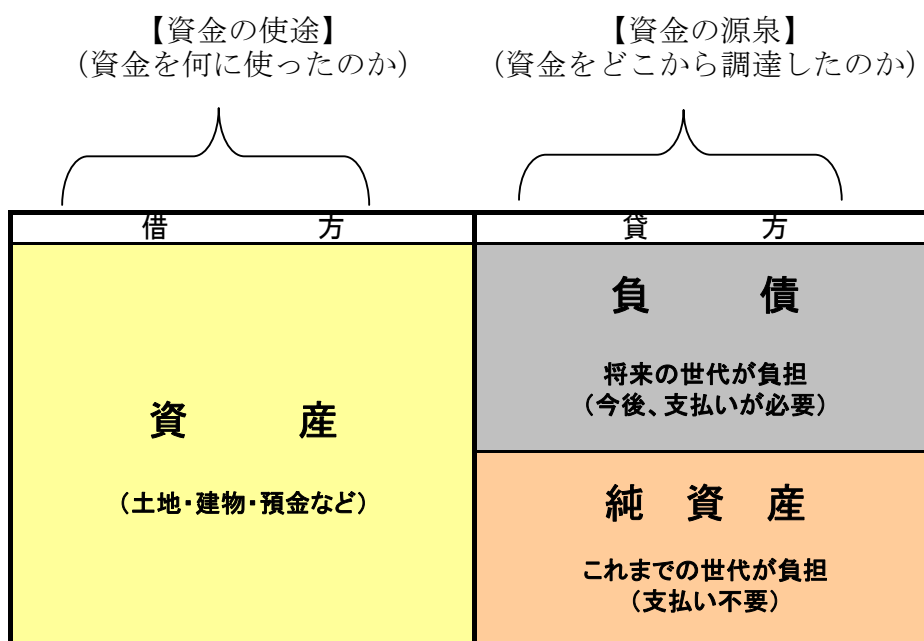 【資金の使途】
（資金を何に使ったのか）
【資金の源泉】
（資金をどこから調達したのか）
借　方
貸　方
資　産
（土地・建物・預金など）
負　債
将来の世代が負担
（今後、支払いが必要）
純　資　産
これまでの世代が負担
（支払い不要）